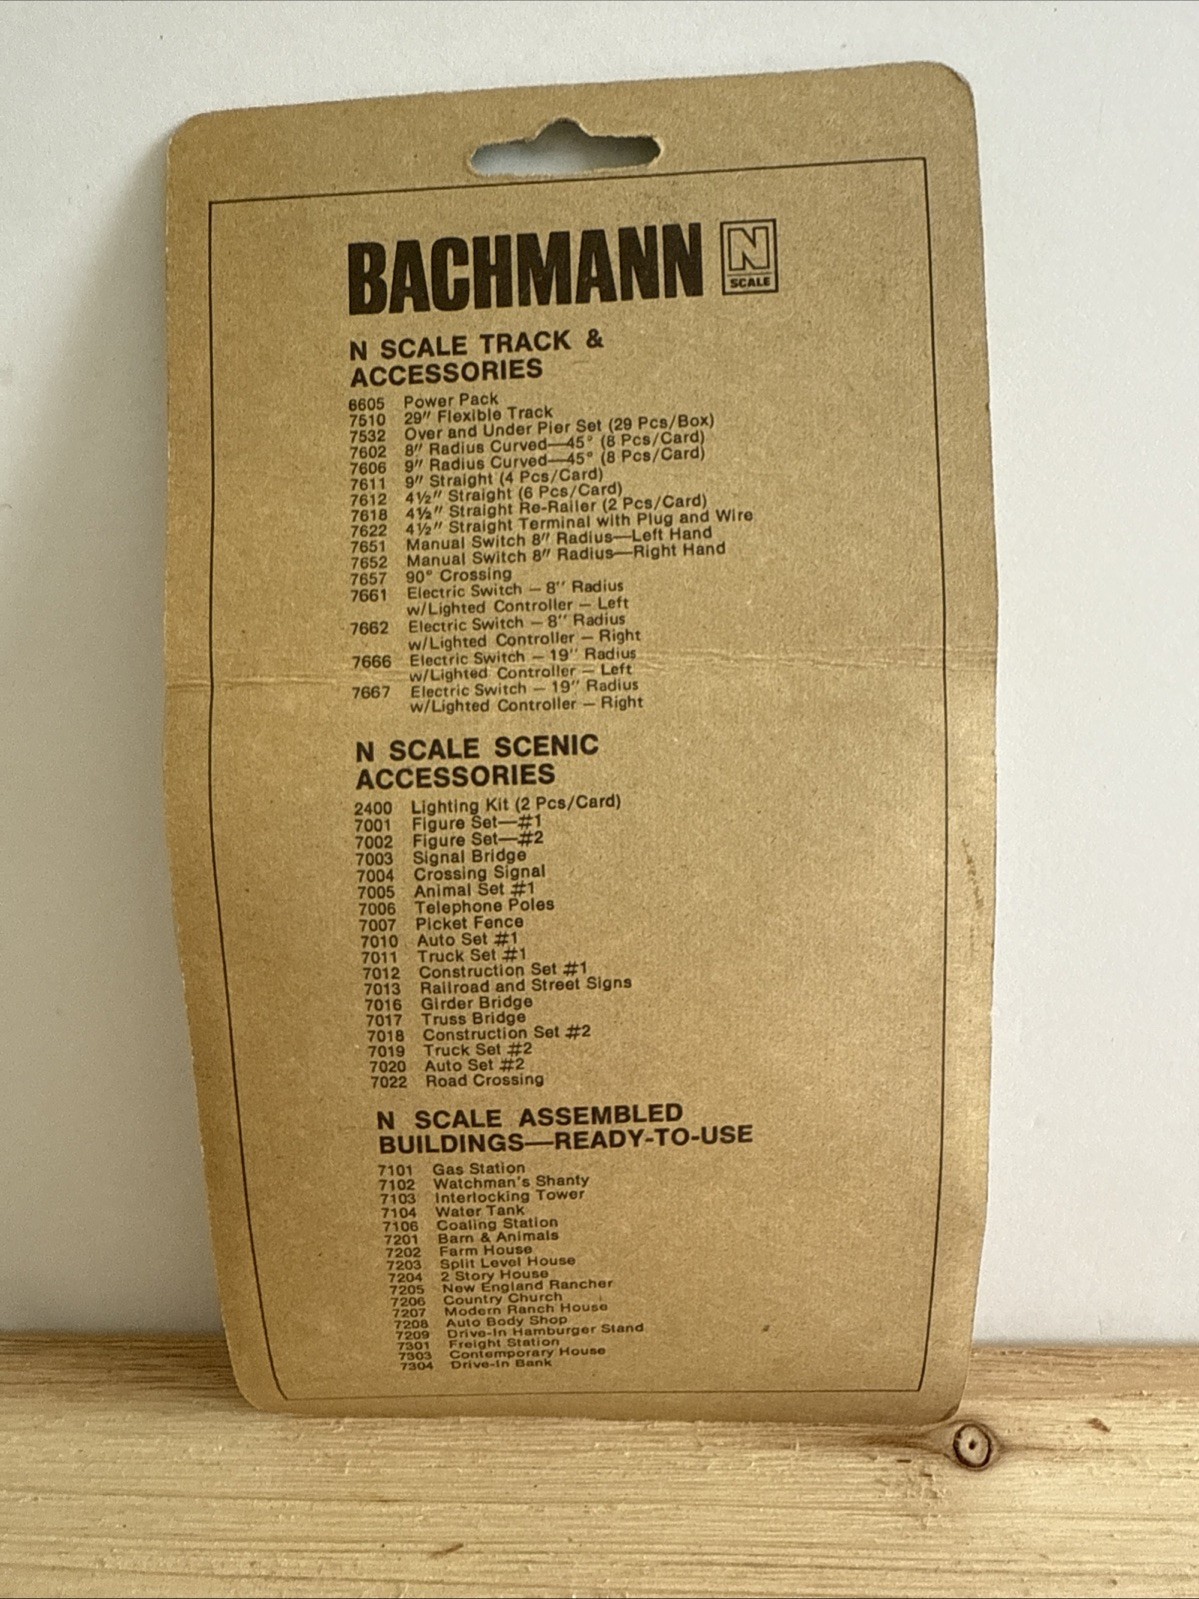 BACHMANN N SCALE
N SCALE TRACK &
ACCESSORIES
6605 Power Pack
7510 29" Flexible Track
7532 Over and Under Pier Set (29 Pcs/Box)
7602 8" Radius Curved—45° (8 Pcs/Card)
7606 9" Radius Curved—45° (8 Pcs/Card)
7611 9" Straight (4 Pcs/Card)
7612 4½" Straight (6 Pcs/Card)
7618 4½" Straight Re-Railer (2 Pcs/Card)
7622 4½" Straight Terminal with Plug and Wire
7651 Manual Switch 8" Radius—Left Hand
7652 Manual Switch 8" Radius—Right Hand
7657 90° Crossing
7661 Electric Switch – 8" Radius
w/Lighted Controller – Left
7662 Electric Switch – 8" Radius
w/Lighted Controller – Right
7666 Electric Switch – 19" Radius
w/Lighted Controller – Left
7667 Electric Switch – 19" Radius
w/Lighted Controller – Right
N SCALE SCENIC
ACCESSORIES
2400 Lighting Kit (2 Pcs/Card)
7001 Figure Set—#1
7002 Figure Set—#2
7003 Signal Bridge
7004 Crossing Signal
7005 Animal Set #1
7006 Telephone Poles
7007 Picket Fence
7010 Auto Set #1
7011 Truck Set #1
7012 Construction Set #1
7013 Railroad and Street Signs
7016 Girder Bridge
7017 Truss Bridge
7018 Construction Set #2
7019 Truck Set #2
7020 Auto Set #2
7022 Road Crossing
N SCALE ASSEMBLED
BUILDINGS—READY-TO-USE
7101 Gas Station
7102 Watchman's Shanty
7103 Interlocking Tower
7104 Water Tank
7106 Coaling Station
7201 Barn & Animals
7202 Farm House
7203 Split Level House
7204 2 Story House
7205 New England Rancher
7206 Country Church
7207 Modern Ranch House
7208 Auto Body Shop
7209 Drive-In Hamburger Stand
7301 Freight Station
7303 Contemporary House
7304 Drive-In Bank